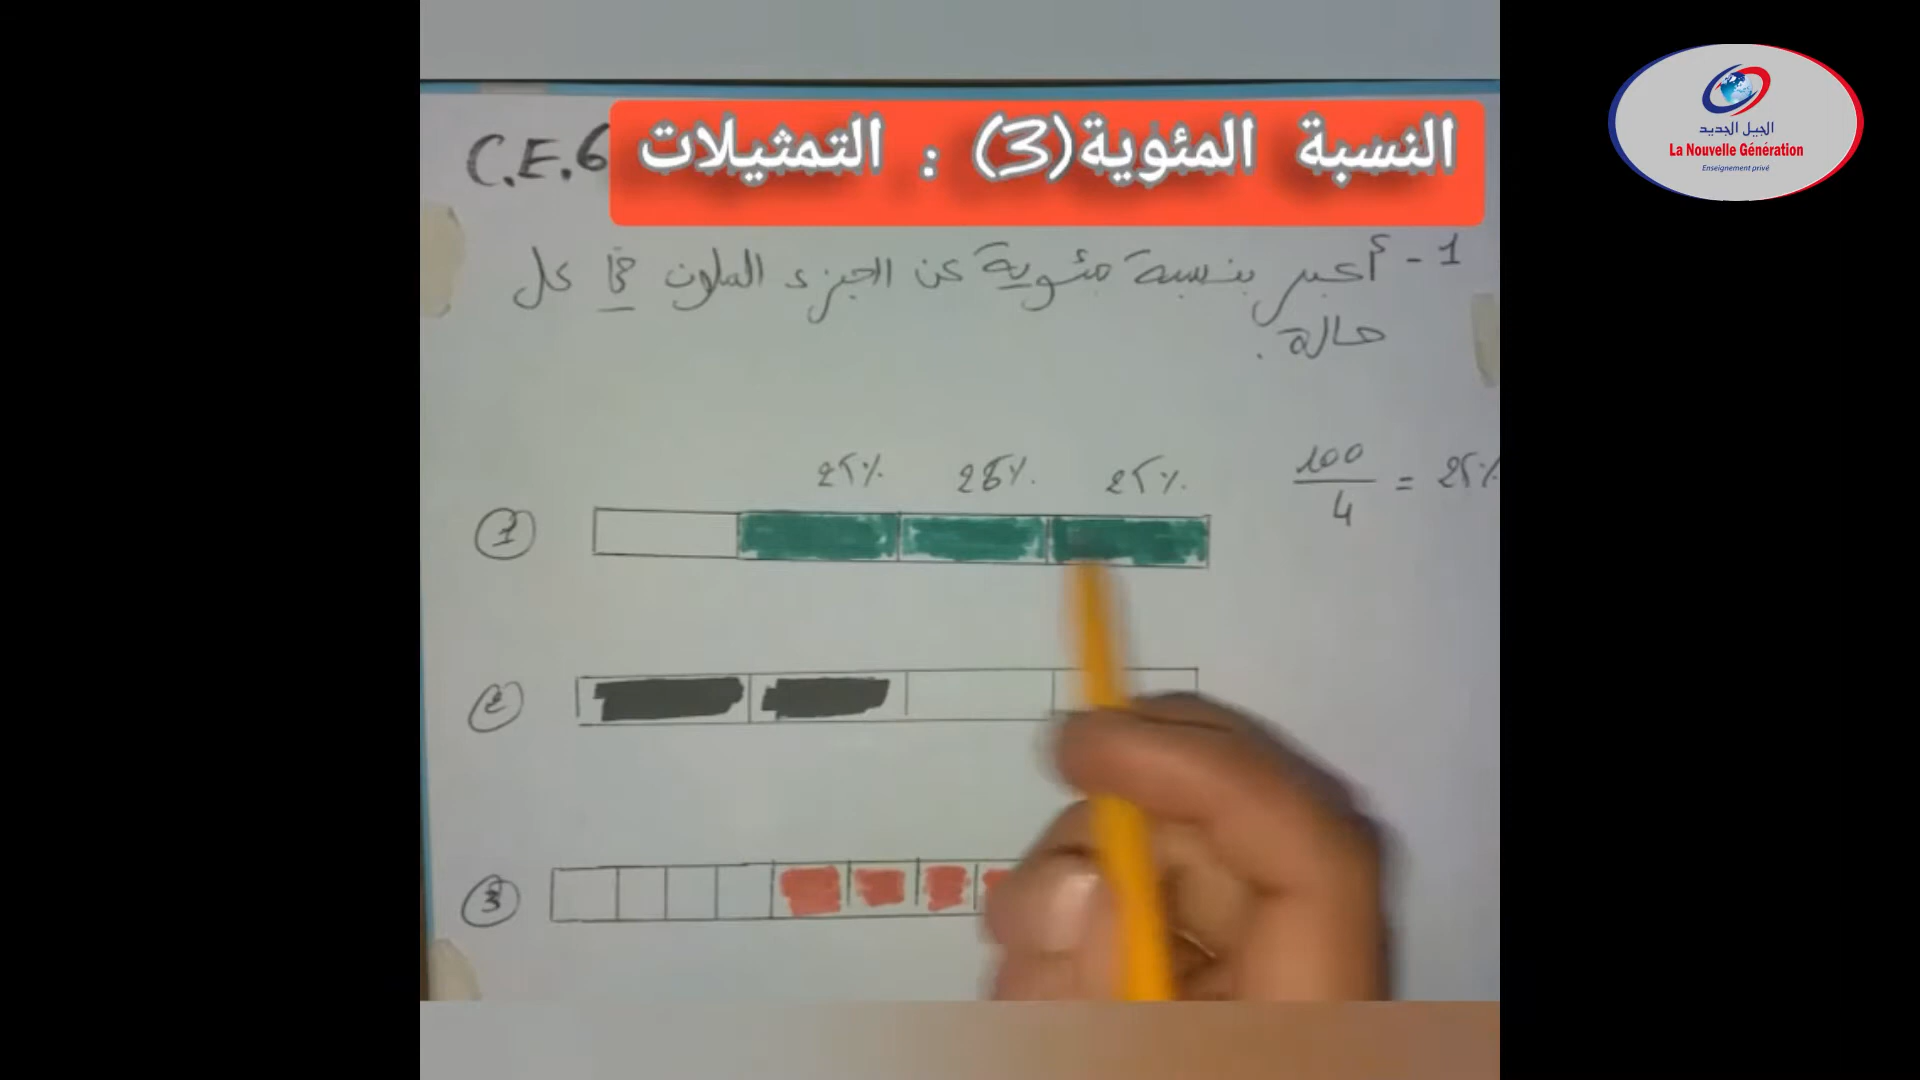 الجيل الجديد
La Nouvelle Génération
Enseignement privé
C.E.6
النسبة المئوية(3) : التمثيلات
1- أعبر بنسبة مئوية عن الجزء الملون في كل
حالة.
25% 25% 25%
100/4 = 25%
1
2
3